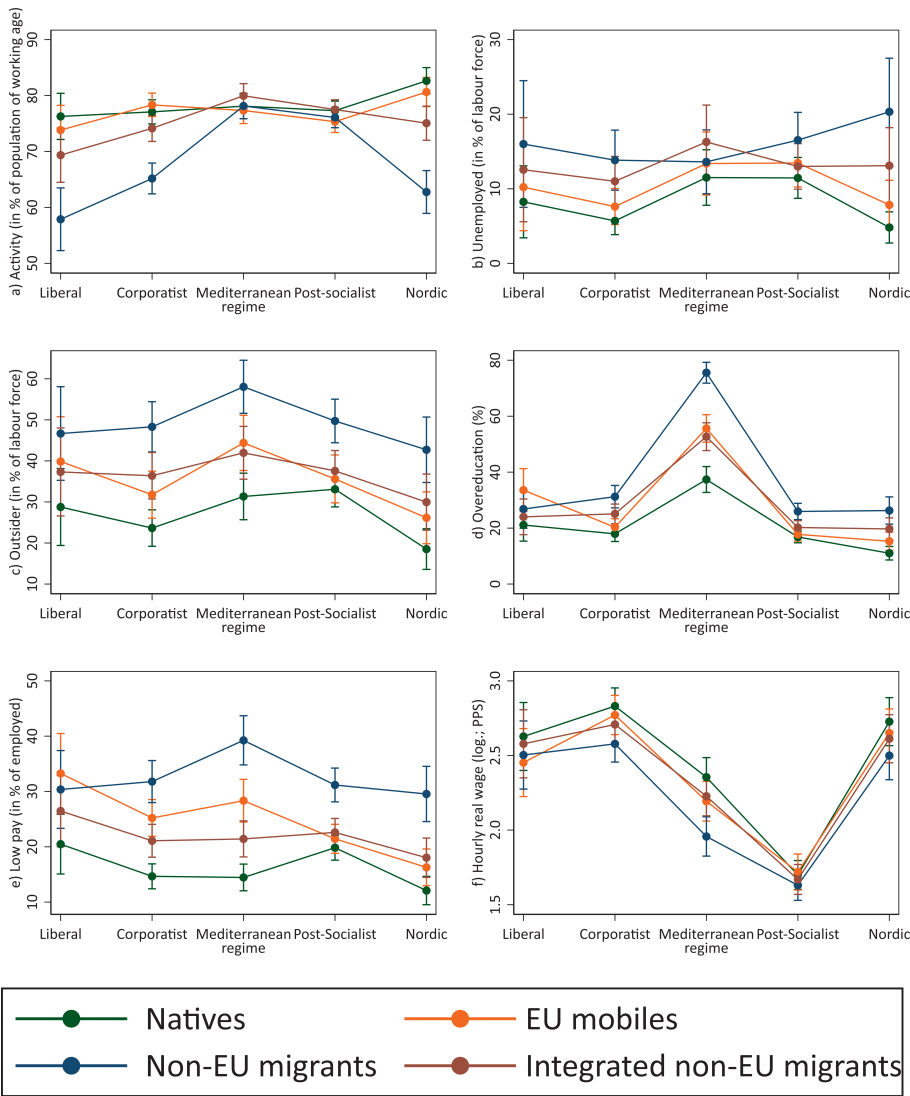 a) Activity (in % of population of working age)
90
80
70
60
50
Liberal Corporatist Mediterranean Post-socialist Nordic
regime
b) Unemployed (in % of labour force)
30
20
10
0
Liberal Corporatist Mediterranean Post-Socialist Nordic
regime
c) Outsider (in % of labour force)
60
50
40
30
20
10
Liberal Corporatist Mediterranean Post-Socialist Nordic
regime
d) Overeducation (%)
80
60
40
20
0
Liberal Corporatist Mediterranean Post-Socialist Nordic
regime
e) Low pay (in % of employed)
50
40
30
20
10
Liberal Corporatist Mediterranean Post-Socialist Nordic
regime
f) Hourly real wage (log.; PPS)
3.0
2.5
2.0
1.5
Liberal Corporatist Mediterranean Post-Socialist Nordic
regime
Natives EU mobiles
Non-EU migrants Integrated non-EU migrants